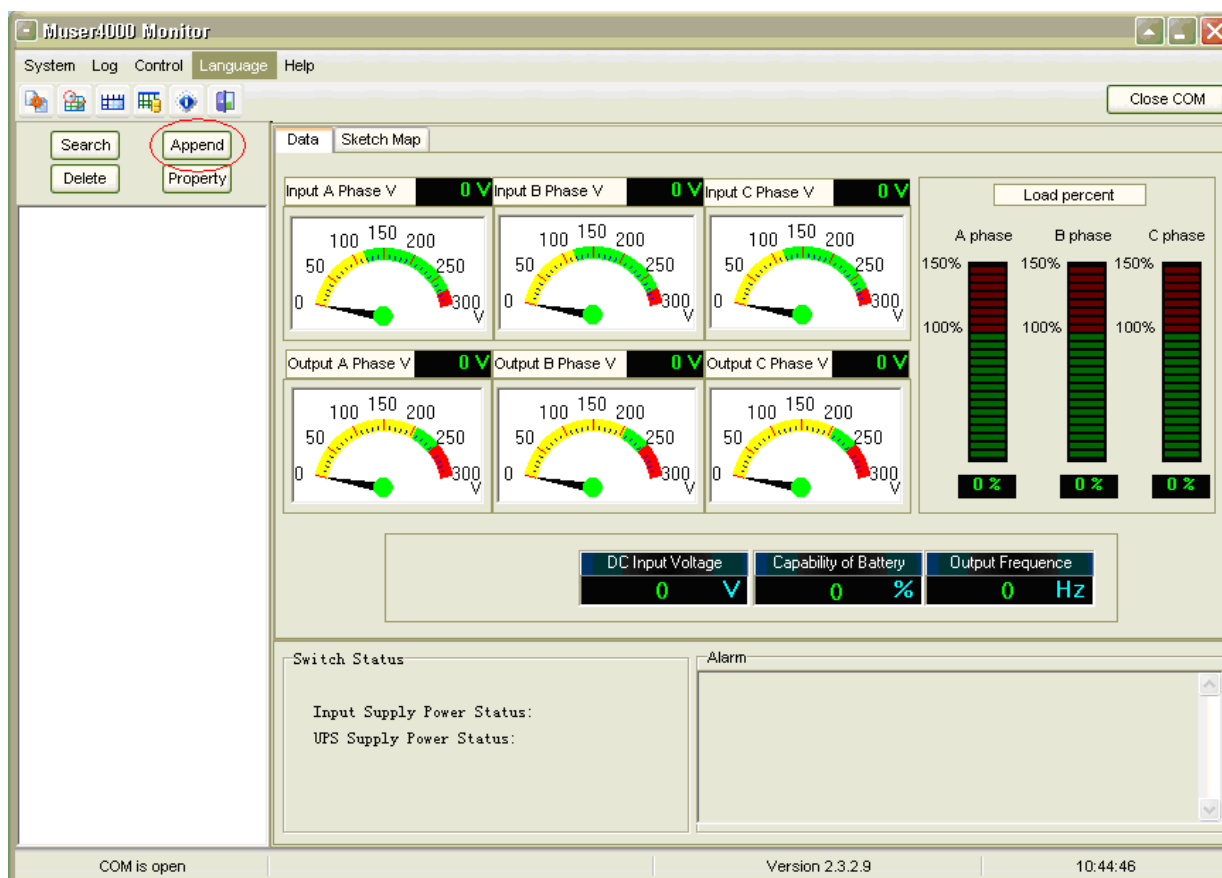 Muser4000 Monitor
System Log Control Language Help
Close COM
Search Append
Delete Property
Data Sketch Map
Input A Phase V 0 V Input B Phase V 0 V Input C Phase V 0 V
0 50 100 150 200 250 300 V
0 50 100 150 200 250 300 V
0 50 100 150 200 250 300 V
Output A Phase V 0 V Output B Phase V 0 V Output C Phase V 0 V
0 50 100 150 200 250 300 V
0 50 100 150 200 250 300 V
0 50 100 150 200 250 300 V
Load percent
A phase B phase C phase
150% 150% 150%
100% 100% 100%
0 % 0 % 0 %
DC Input Voltage Capability of Battery Output Frequence
0 V 0 % 0 Hz
Switch Status
Input Supply Power Status:
UPS Supply Power Status:
Alarm
COM is open Version 2.3.2.9 10:44:46